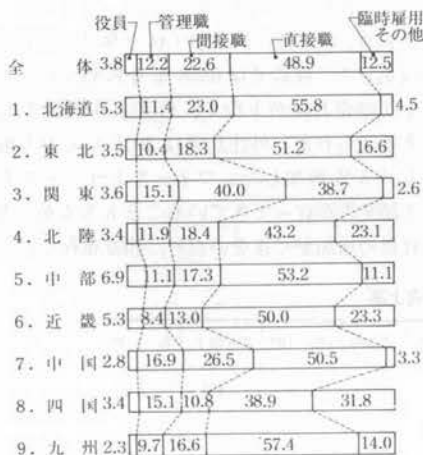 役員 管理職 間接職 直接職 臨時雇用その他
全体 3.8 12.2 22.6 48.9 12.5
1. 北海道 5.3 11.4 23.0 55.8 4.5
2. 東北 3.5 10.4 18.3 51.2 16.6
3. 関東 3.6 15.1 40.0 38.7 2.6
4. 北陸 3.4 11.9 18.4 43.2 23.1
5. 中部 6.9 11.1 17.3 53.2 11.1
6. 近畿 5.3 8.4 13.0 50.0 23.3
7. 中国 2.8 16.9 26.5 50.5 3.3
8. 四国 3.4 15.1 10.8 38.9 31.8
9. 九州 2.3 9.7 16.6 57.4 14.0